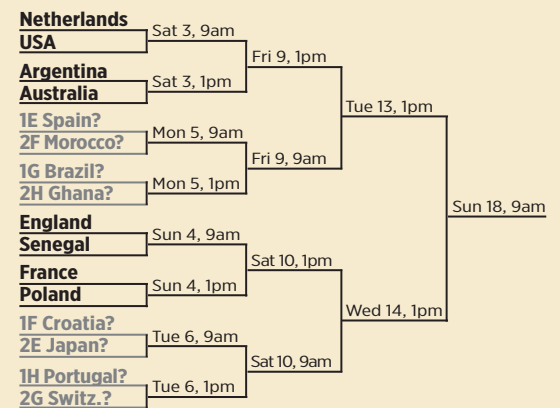 Netherlands
USA
Sat 3, 9am
Argentina
Australia
Sat 3, 1pm
Fri 9, 1pm
1E Spain?
2F Morocco?
Mon 5, 9am
1G Brazil?
2H Ghana?
Mon 5, 1pm
Fri 9, 9am
Tue 13, 1pm
England
Senegal
Sun 4, 9am
France
Poland
Sun 4, 1pm
Sat 10, 1pm
1F Croatia?
2E Japan?
Tue 6, 9am
1H Portugal?
2G Switz.?
Tue 6, 1pm
Sat 10, 9am
Wed 14, 1pm
Sun 18, 9am